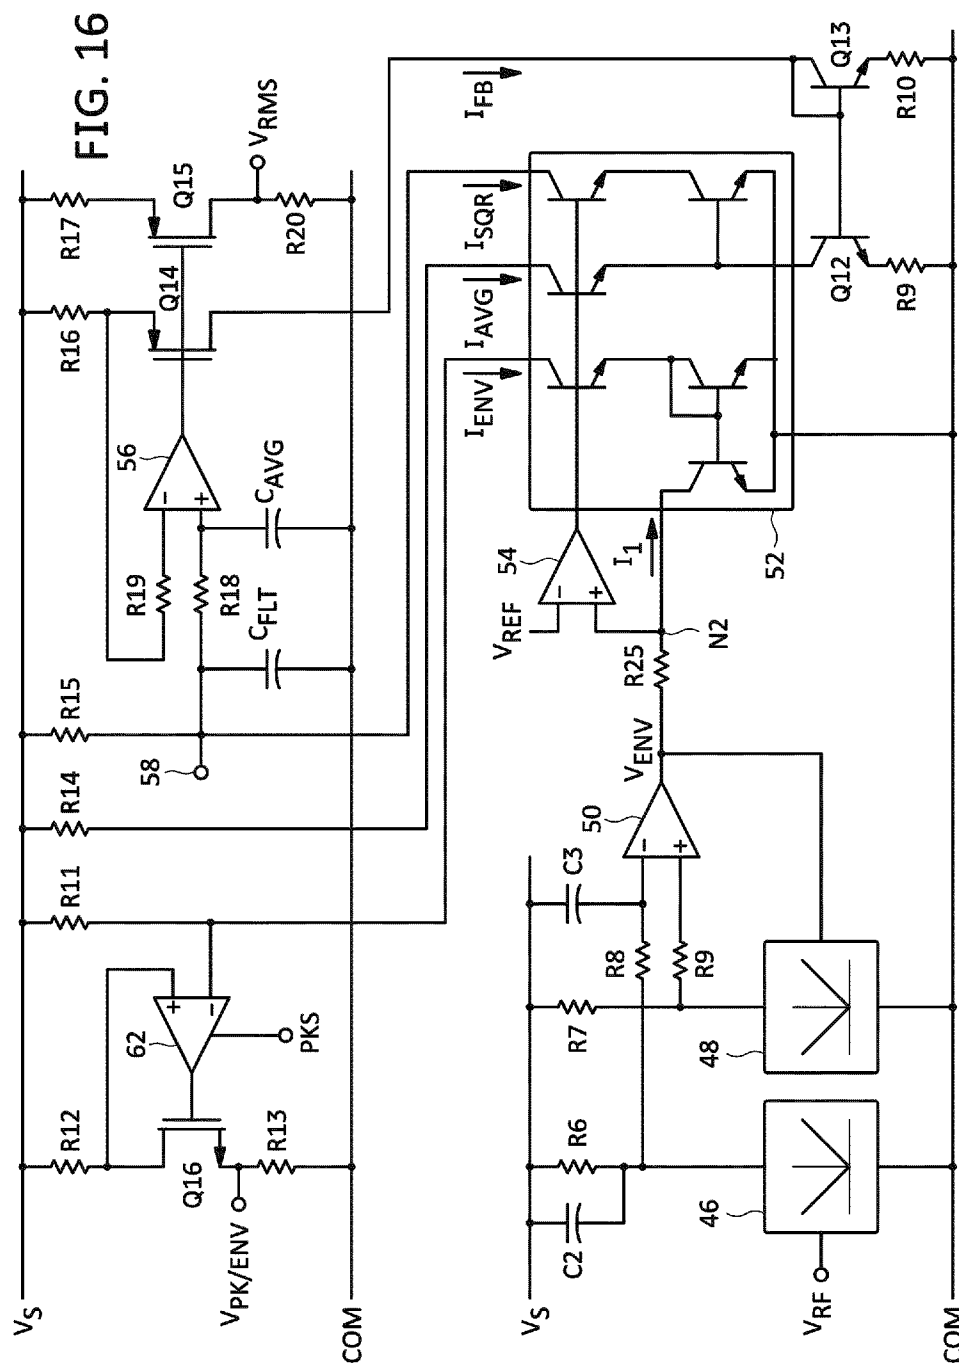 FIG. 16
VS
R12
R11
R14
R15
R16
R17
62
PKS
Q16
R13
VPK/ENV
COM
58
R19
R18
CFLT
CAVG
56
Q14
Q15
VRMS
R20
IENV
IAVG
ISQR
IFB
VS
C2
R6
R7
C3
R8
R9
50
VENV
R25
N2
VREF
54
I1
52
Q12
Q13
R9
R10
46
48
VRF
COM